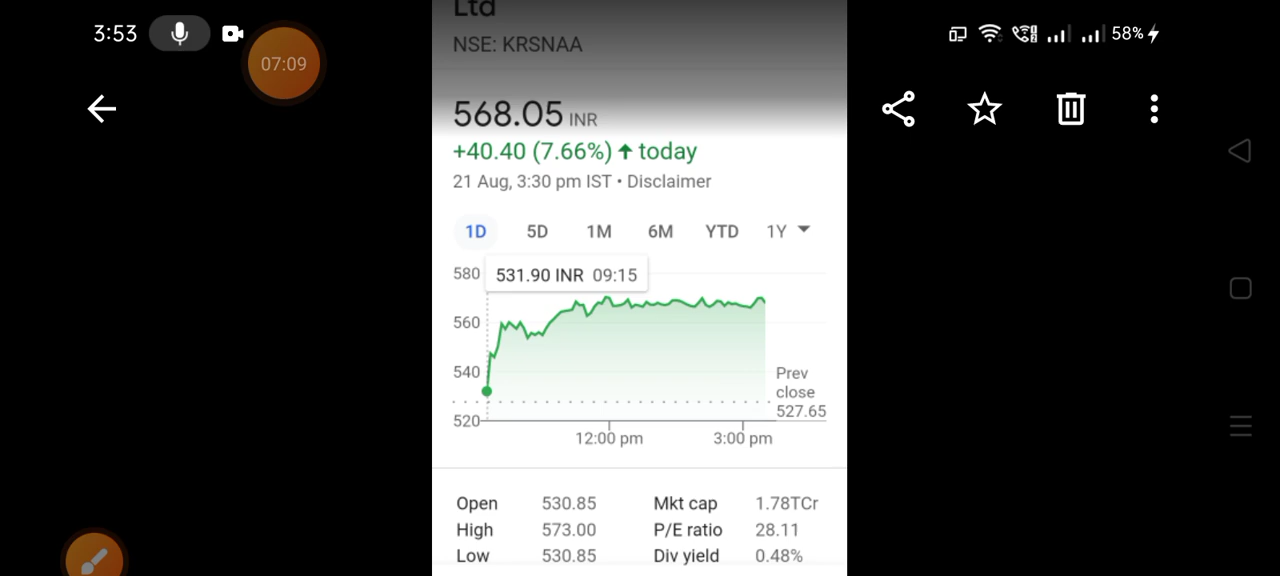 3:53
58%
07:09
Ltd
NSE: KRSNAA
568.05 INR
+40.40 (7.66%) ↑ today
21 Aug, 3:30 pm IST • Disclaimer
1D 5D 1M 6M YTD 1Y
531.90 INR 09:15
580
560
540
520
Prev
close
527.65
12:00 pm 3:00 pm
Open 530.85 Mkt cap 1.78TCr
High 573.00 P/E ratio 28.11
Low 530.85 Div yield 0.48%